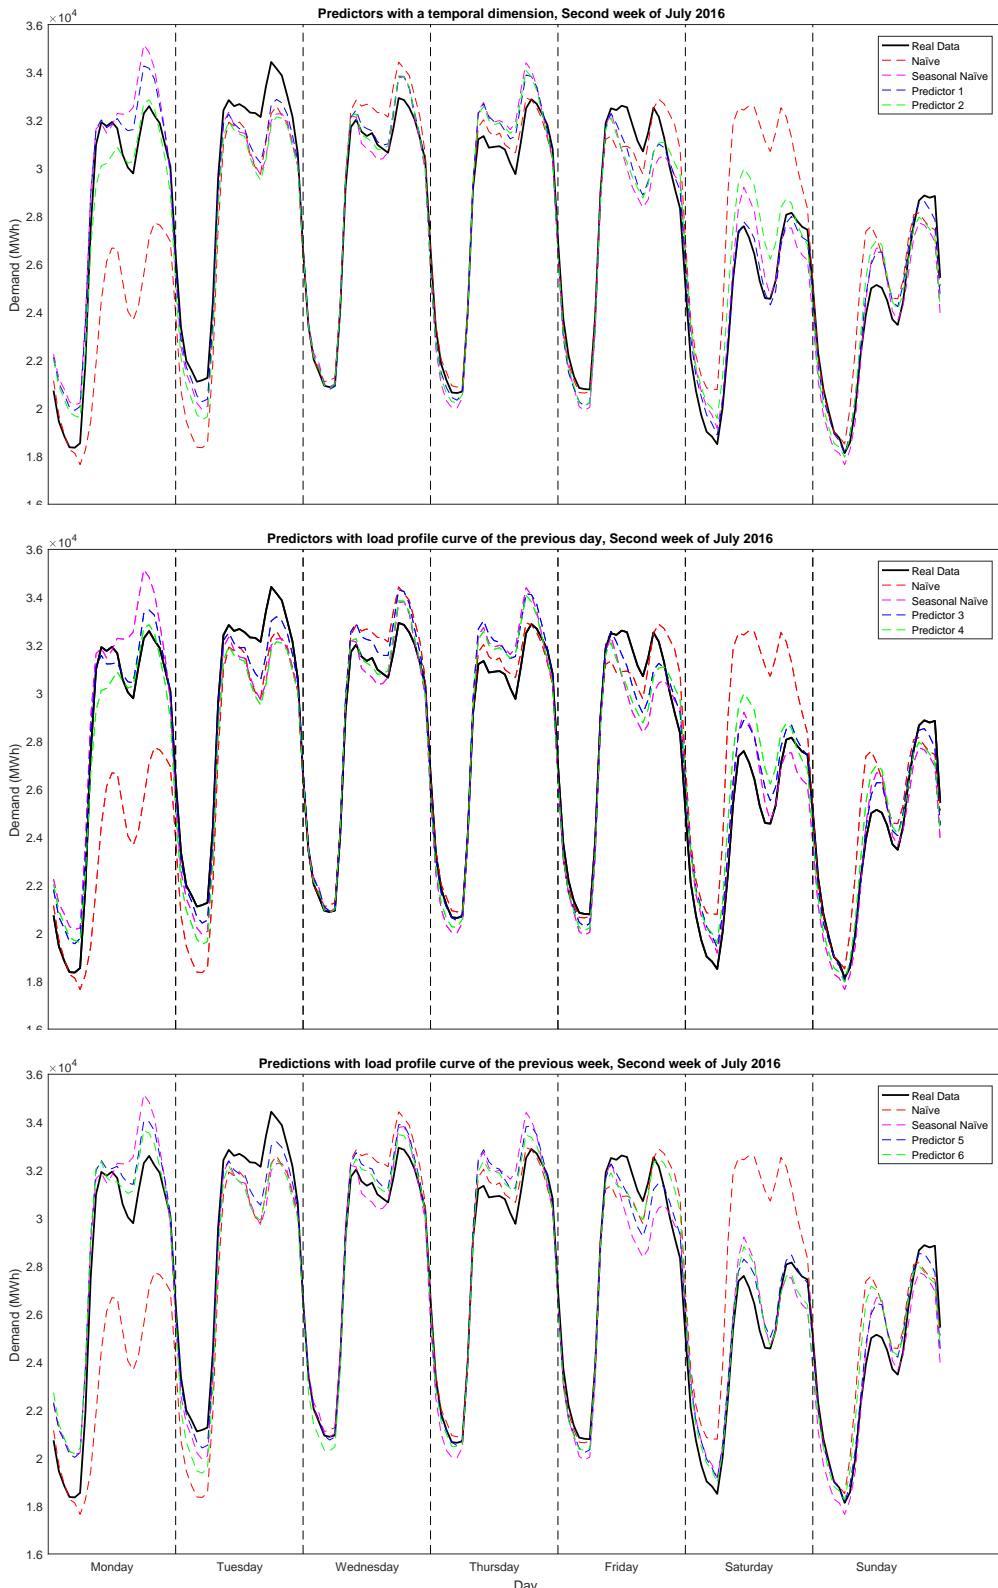 Predictors with a temporal dimension, Second week of July 2016
×10⁴
3.6
3.4
3.2
3
2.8
2.6
2.4
2.2
2
1.8
1.6
Demand (MWh)
Real Data
Naïve
Seasonal Naïve
Predictor 1
Predictor 2
Predictors with load profile curve of the previous day, Second week of July 2016
×10⁴
3.6
3.4
3.2
3
2.8
2.6
2.4
2.2
2
1.8
1.6
Demand (MWh)
Real Data
Naïve
Seasonal Naïve
Predictor 3
Predictor 4
Predictions with load profile curve of the previous week, Second week of July 2016
×10⁴
3.6
3.4
3.2
3
2.8
2.6
2.4
2.2
2
1.8
1.6
Demand (MWh)
Real Data
Naïve
Seasonal Naïve
Predictor 5
Predictor 6
Monday Tuesday Wednesday Thursday Friday Saturday Sunday
Day